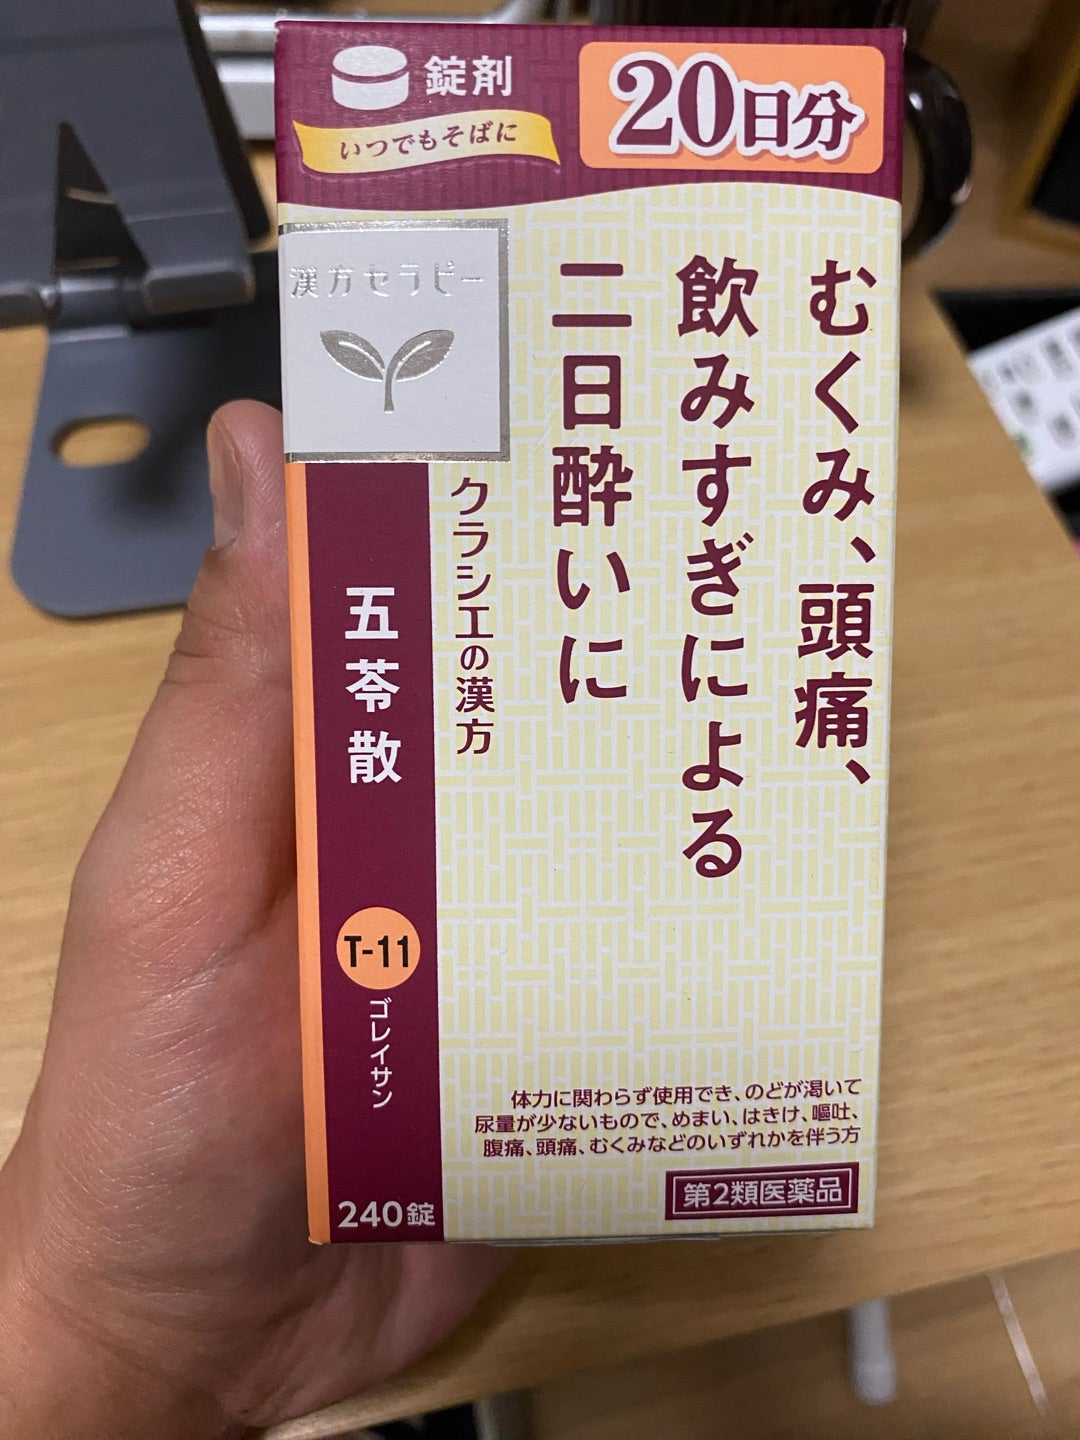 錠剤
いつでもそばに
20日分
漢方セラピー
むくみ、頭痛、
飲みすぎによる
二日酔いに
クラシエの漢方
五苓散
T-11
ゴレイサン
240錠
体力に関わらず使用でき、のどが渇いて
尿量が少ないもので、めまい、はきけ、嘔吐、
腹痛、頭痛、むくみなどのいずれかを伴う方
第2類医薬品